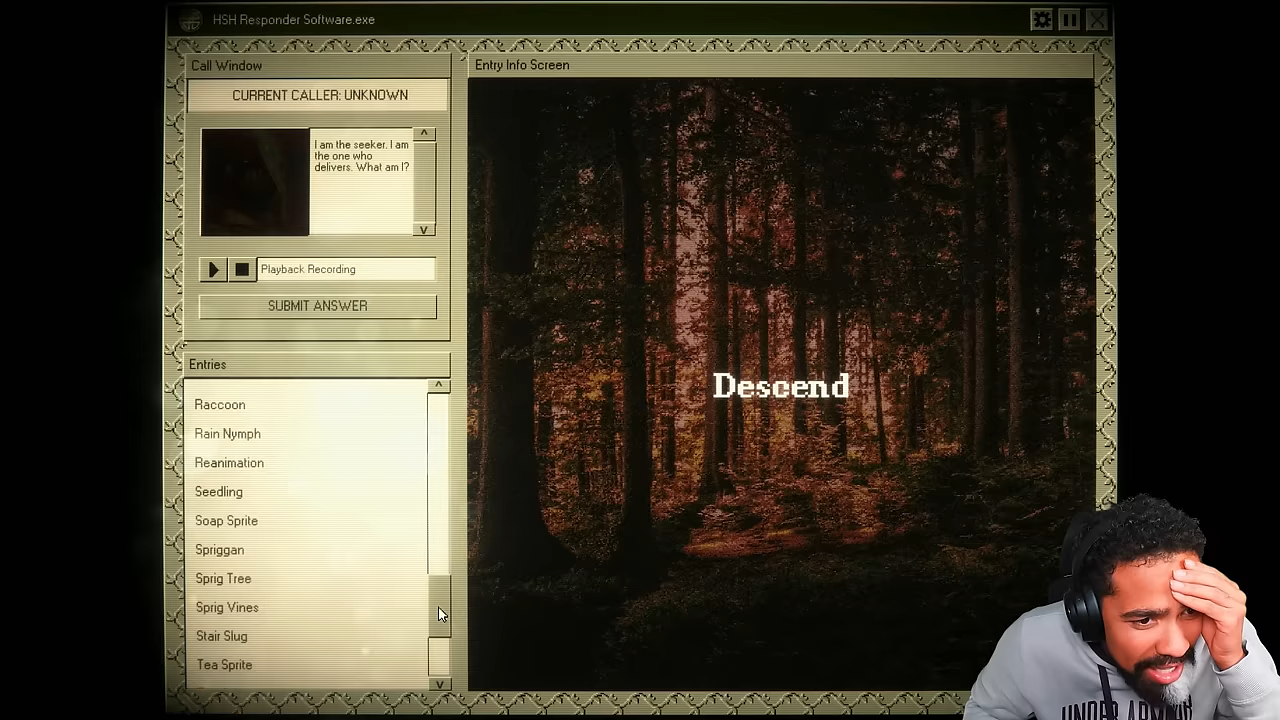 HSH Responder Software.exe
Call Window
CURRENT CALLER: UNKNOWN
I am the seeker. I am
the one who
delivers. What am I?
Playback Recording
SUBMIT ANSWER
Entries
Raccoon
Rain Nymph
Reanimation
Seedling
Soap Sprite
Spriggan
Sprig Tree
Sprig Vines
Stair Slug
Tea Sprite
Entry Info Screen
Descend
UNDER ARMOUR